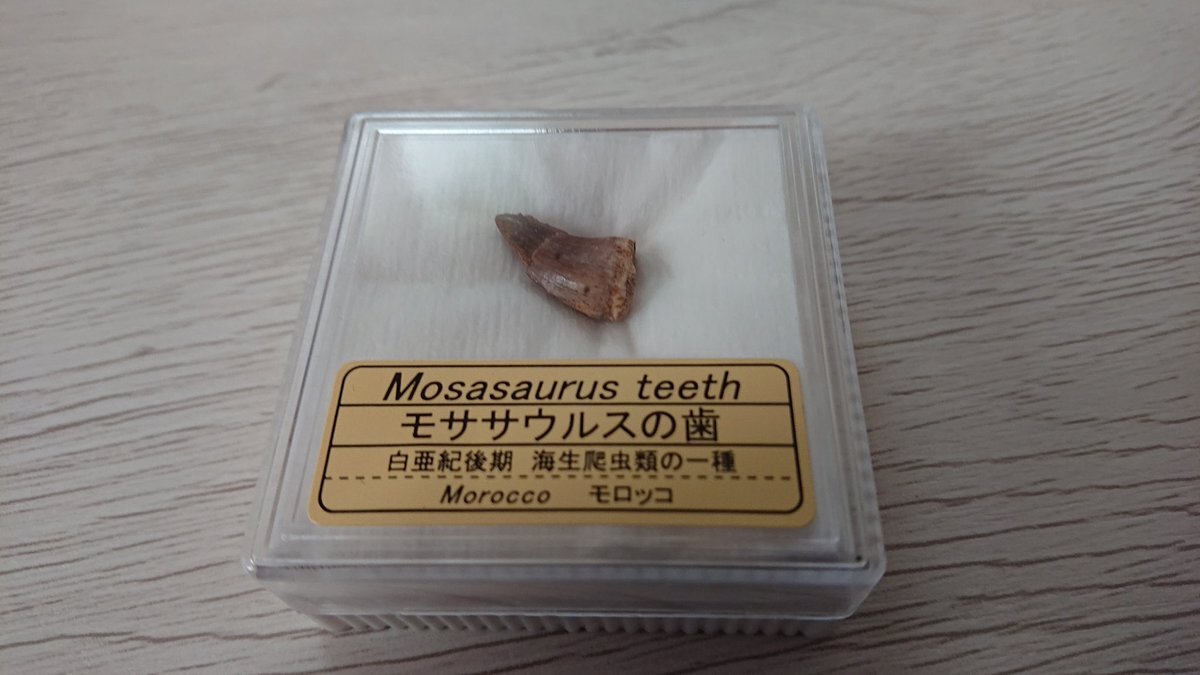 Mosasaurus teeth
モササウルスの歯
白亜紀後期 海生爬虫類の一種
Morocco モロッコ